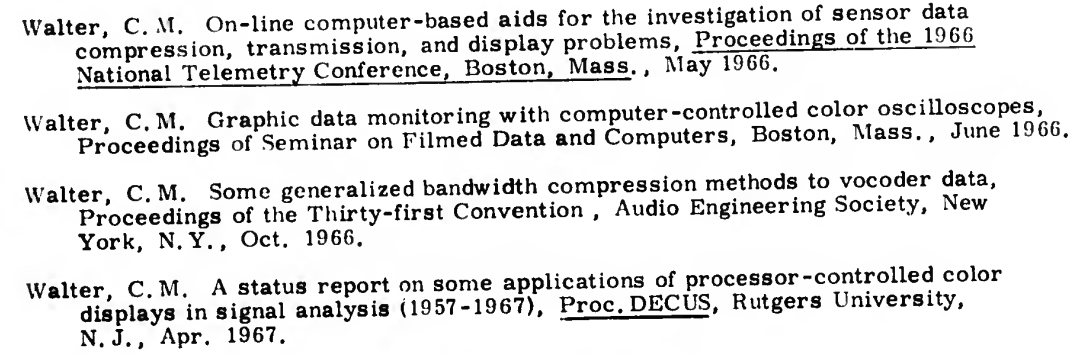 Walter, C. M. On-line computer-based aids for the investigation of sensor data
compression, transmission, and display problems, Proceedings of the 1966
National Telemetry Conference, Boston, Mass., May 1966.
Walter, C. M. Graphic data monitoring with computer-controlled color oscilloscopes,
Proceedings of Seminar on Filmed Data and Computers, Boston, Mass., June 1966.
Walter, C. M. Some generalized bandwidth compression methods to vocoder data,
Proceedings of the Thirty-first Convention , Audio Engineering Society, New
York, N. Y., Oct. 1966.
Walter, C. M. A status report on some applications of processor-controlled color
displays in signal analysis (1957-1967), Proc. DECUS, Rutgers University,
N. J., Apr. 1967.